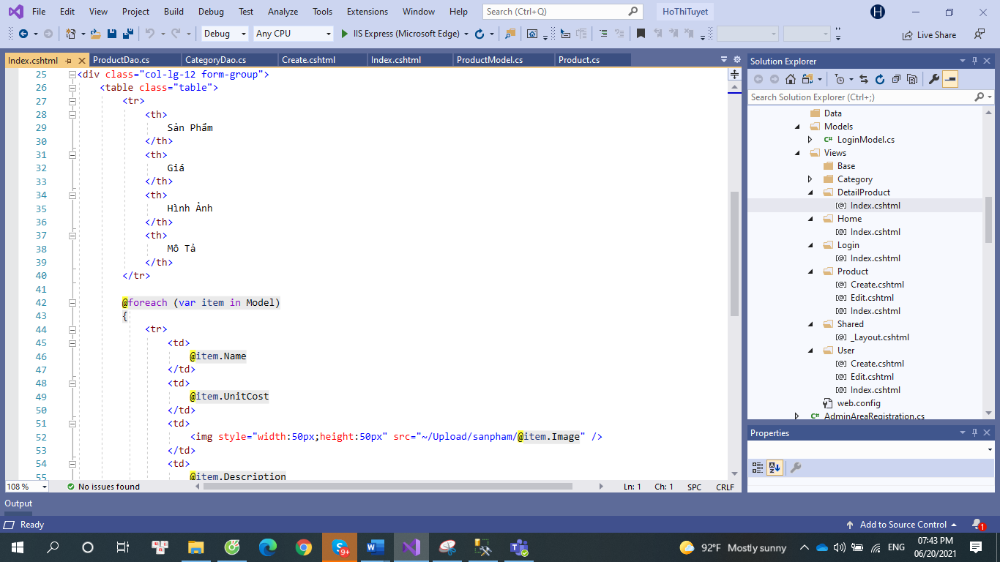 File Edit View Project Build Debug Test Analyze Tools Extensions Window Help Search (Ctrl+Q) HoThiTuyet H
Debug Any CPU IIS Express (Microsoft Edge) Live Share
Index.cshtml ProductDao.cs CategoryDao.cs Create.cshtml Index.cshtml ProductModel.cs Product.cs
25 <div class="col-lg-12 form-group">
26 <table class="table">
27 <tr>
28 <th>
29 Sản Phẩm
30 </th>
31 <th>
32 Giá
33 </th>
34 <th>
35 Hình Ảnh
36 </th>
37 <th>
38 Mô Tả
39 </th>
40 </tr>
41
42 @foreach (var item in Model)
43 {
44 <tr>
45 <td>
46 @item.Name
47 </td>
48 <td>
49 @item.UnitCost
50 </td>
51 <td>
52 <img style="width:50px;height:50px" src="~/Upload/sanpham/@item.Image" />
53 </td>
54 <td>
55 @item.Description
108 % No issues found Ln: 1 Ch: 1 SPC CRLF
Solution Explorer
Search Solution Explorer (Ctrl+;)
Data
Models
C# LoginModel.cs
Views
Base
Category
DetailProduct
[@] Index.cshtml
Home
[@] Index.cshtml
Login
[@] Index.cshtml
Product
[@] Create.cshtml
[@] Edit.cshtml
[@] Index.cshtml
Shared
[@] _Layout.cshtml
User
[@] Create.cshtml
[@] Edit.cshtml
[@] Index.cshtml
web.config
C# AdminAreaRegistration.cs
Properties
Output
Ready Add to Source Control 1
9+ 92°F Mostly sunny ENG 07:43 PM
06/20/2021